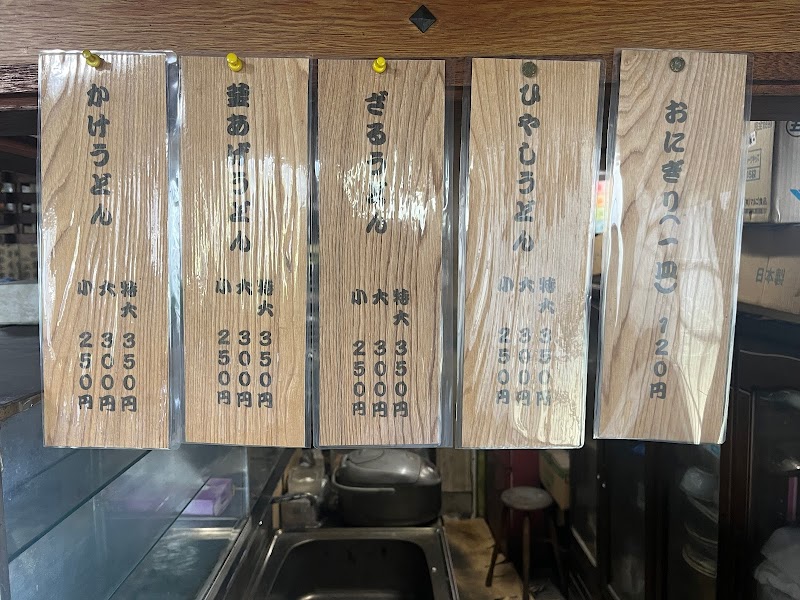 かけうどん
特大 350円
大 300円
小 250円
釜あげうどん
特大 350円
大 300円
小 250円
ざるうどん
特大 350円
大 300円
小 250円
ひやしうどん
特大 350円
大 300円
小 250円
おにぎり(一皿) 120円